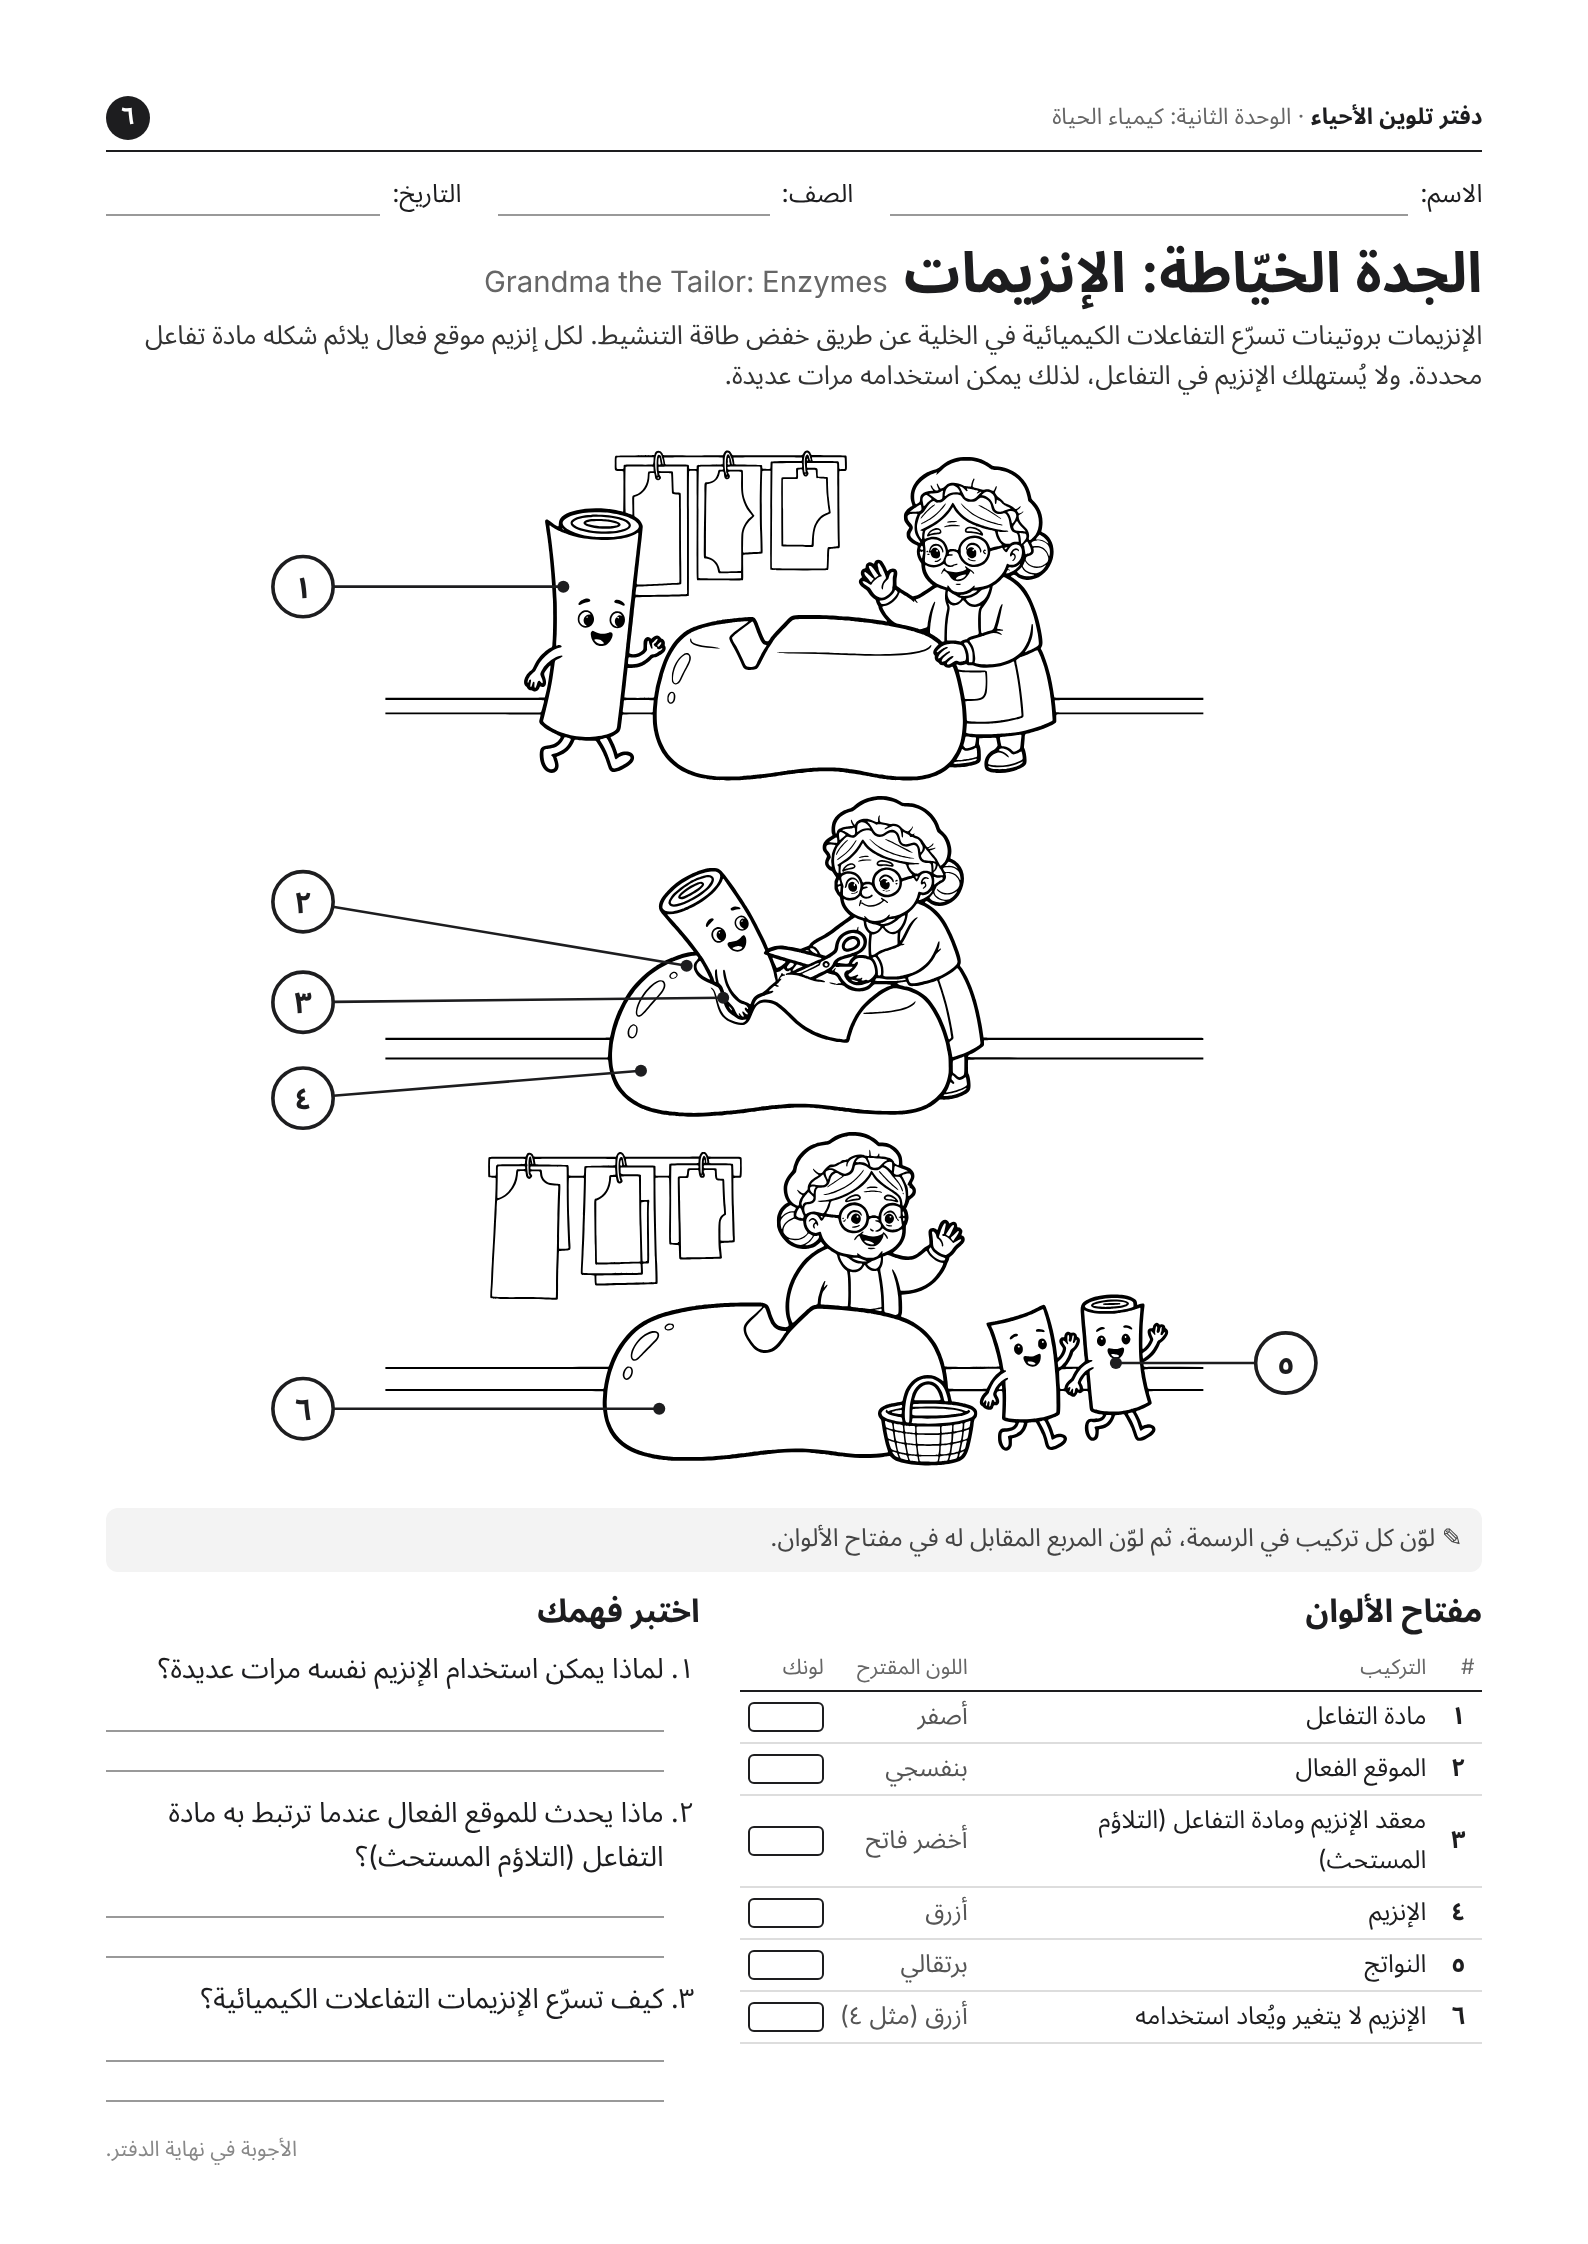 دفتر تلوين الأحياء · الوحدة الثانية: كيمياء الحياة
٦
الاسم:
الصف:
التاريخ:
الجدة الخيّاطة: الإنزيمات Grandma the Tailor: Enzymes
الإنزيمات بروتينات تسرّع التفاعلات الكيميائية في الخلية عن طريق خفض طاقة التنشيط. لكل إنزيم موقع فعال يلائم شكله مادة تفاعل
محددة. ولا يُستهلك الإنزيم في التفاعل، لذلك يمكن استخدامه مرات عديدة.
١
٢
٣
٤
٥
٦
✎ لوّن كل تركيب في الرسمة، ثم لوّن المربع المقابل له في مفتاح الألوان.
مفتاح الألوان
# التركيب اللون المقترح لونك
١ مادة التفاعل أصفر
٢ الموقع الفعال بنفسجي
٣ معقد الإنزيم ومادة التفاعل (التلاؤم
المستحث) أخضر فاتح
٤ الإنزيم أزرق
٥ النواتج برتقالي
٦ الإنزيم لا يتغير ويُعاد استخدامه أزرق (مثل ٤)
اختبر فهمك
١. لماذا يمكن استخدام الإنزيم نفسه مرات عديدة؟
٢. ماذا يحدث للموقع الفعال عندما ترتبط به مادة
التفاعل (التلاؤم المستحث)؟
٣. كيف تسرّع الإنزيمات التفاعلات الكيميائية؟
الأجوبة في نهاية الدفتر.